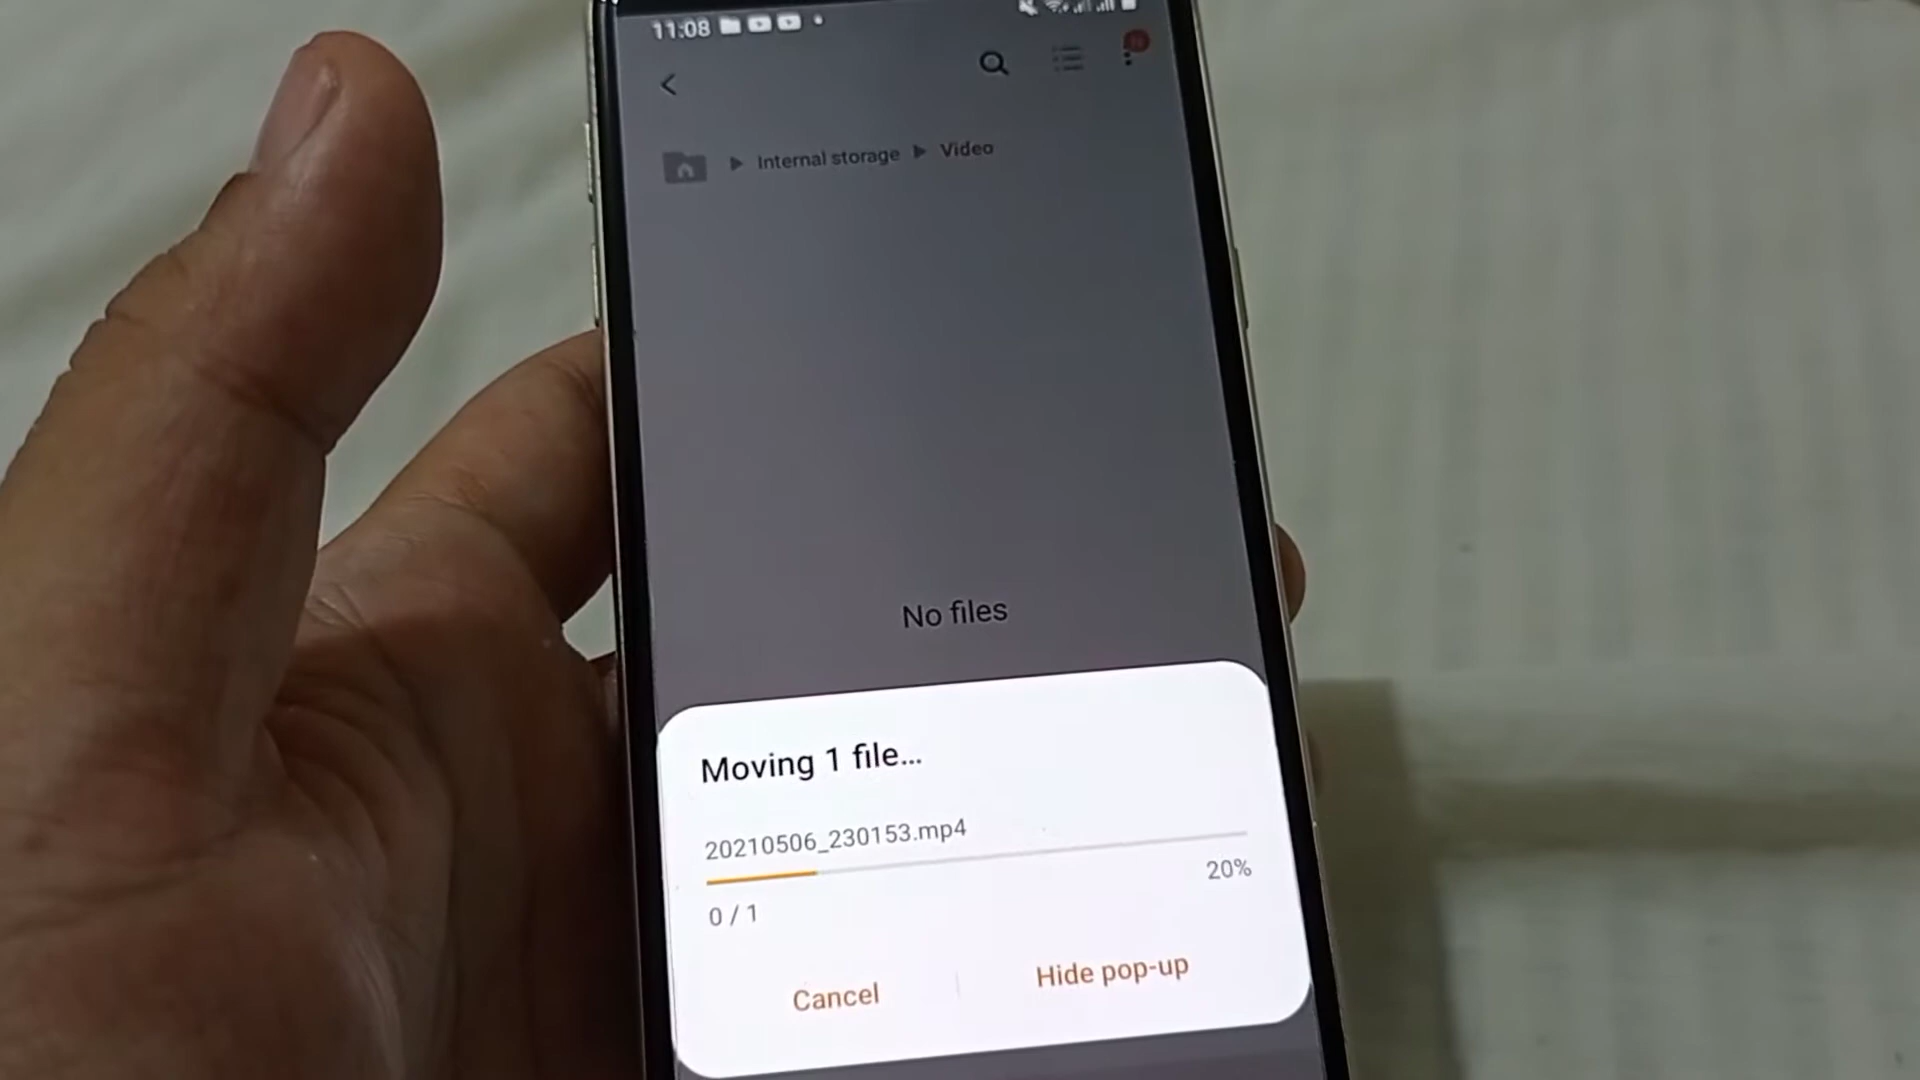 11:08
Internal storage ▶ Video
No files
Moving 1 file...
20210506_230153.mp4
20%
0 / 1
Cancel
Hide pop-up